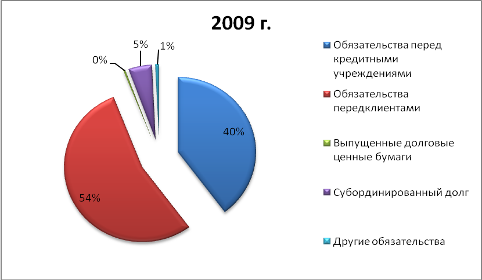 2009 г.
0%
5%
1%
40%
54%
Обязательства перед
кредитными
учреждениями
Обязательства
передклиентами
Выпущенные долговые
ценные бумаги
Субординированный долг
Другие обязательства